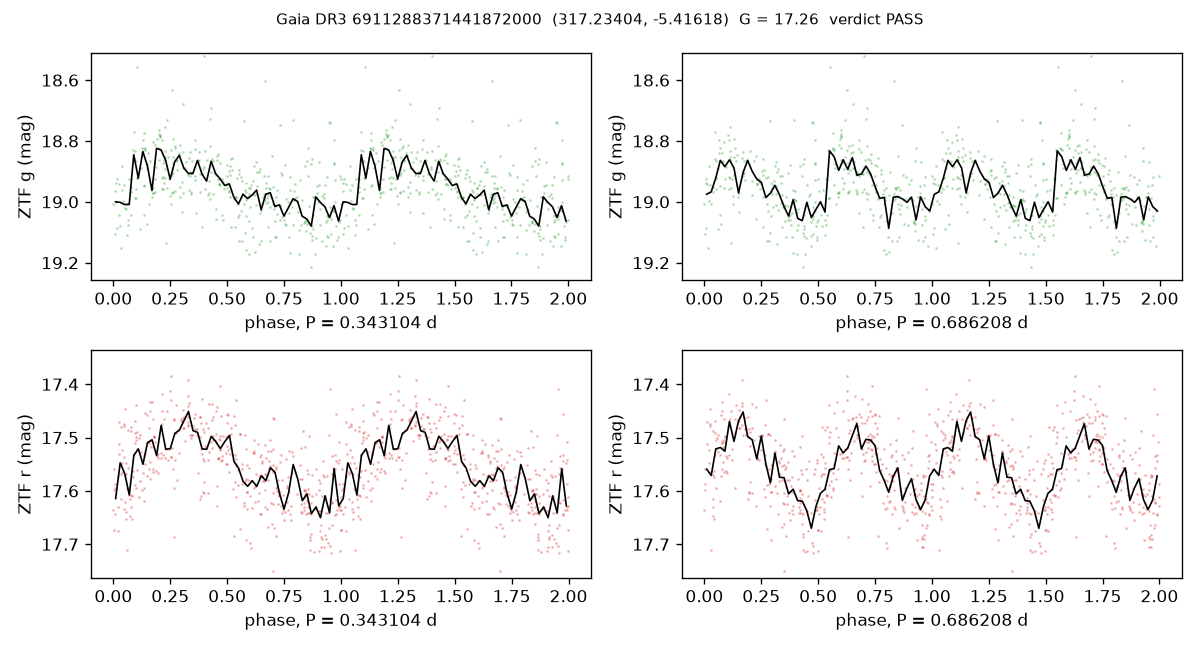 Gaia DR3 6911288371441872000  (317.23404, -5.41618)  G = 17.26  verdict PASS
ZTF g (mag)
18.6
18.8
19.0
19.2
0.00 0.25 0.50 0.75 1.00 1.25 1.50 1.75 2.00
phase, P = 0.343104 d
ZTF g (mag)
18.6
18.8
19.0
19.2
0.00 0.25 0.50 0.75 1.00 1.25 1.50 1.75 2.00
phase, P = 0.686208 d
ZTF r (mag)
17.4
17.5
17.6
17.7
0.00 0.25 0.50 0.75 1.00 1.25 1.50 1.75 2.00
phase, P = 0.343104 d
ZTF r (mag)
17.4
17.5
17.6
17.7
0.00 0.25 0.50 0.75 1.00 1.25 1.50 1.75 2.00
phase, P = 0.686208 d